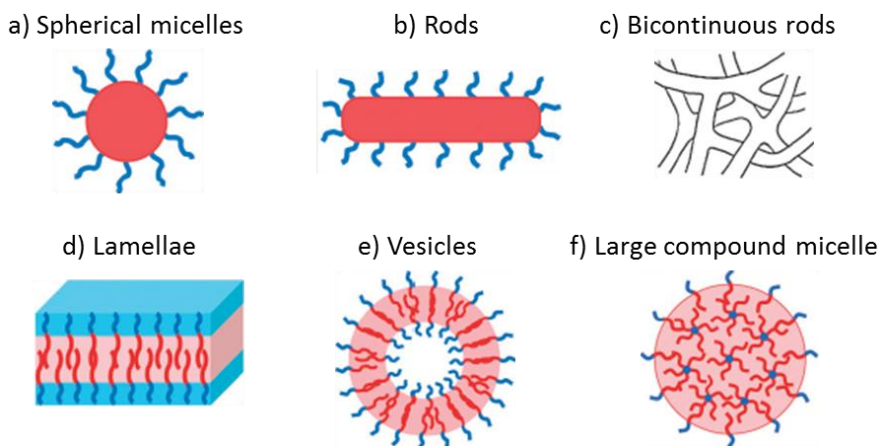 a) Spherical micelles
b) Rods
c) Bicontinuous rods
d) Lamellae
e) Vesicles
f) Large compound micelle